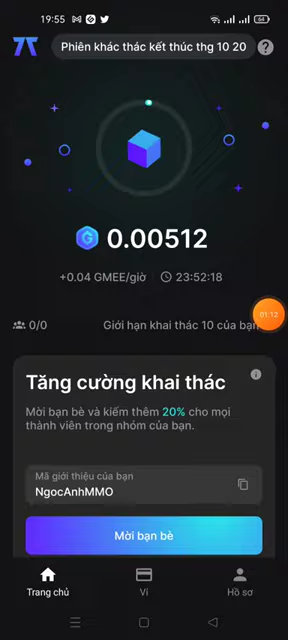 19:55
64
Phiên khác thác kết thúc thg 10 20
?
0.00512
+0.04 GMEE/giờ
23:52:18
01:12
0/0
Giới hạn khai thác 10 của bạn
Tăng cường khai thác
Mời bạn bè và kiếm thêm 20% cho mọi
thành viên trong nhóm của bạn.
Mã giới thiệu của bạn
NgocAnhMMO
Mời bạn bè
Trang chủ
Ví
Hồ sơ